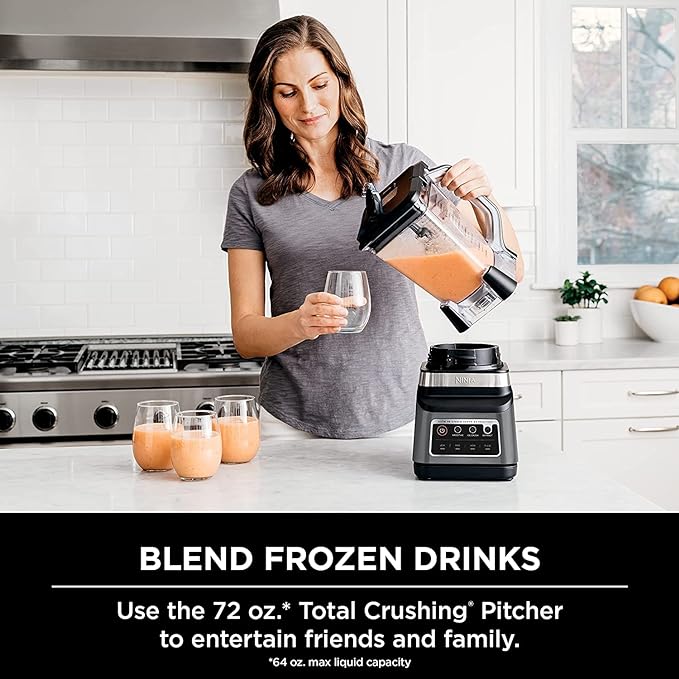 NINJA
BLEND FROZEN DRINKS
Use the 72 oz.* Total Crushing® Pitcher
to entertain friends and family.
*64 oz. max liquid capacity